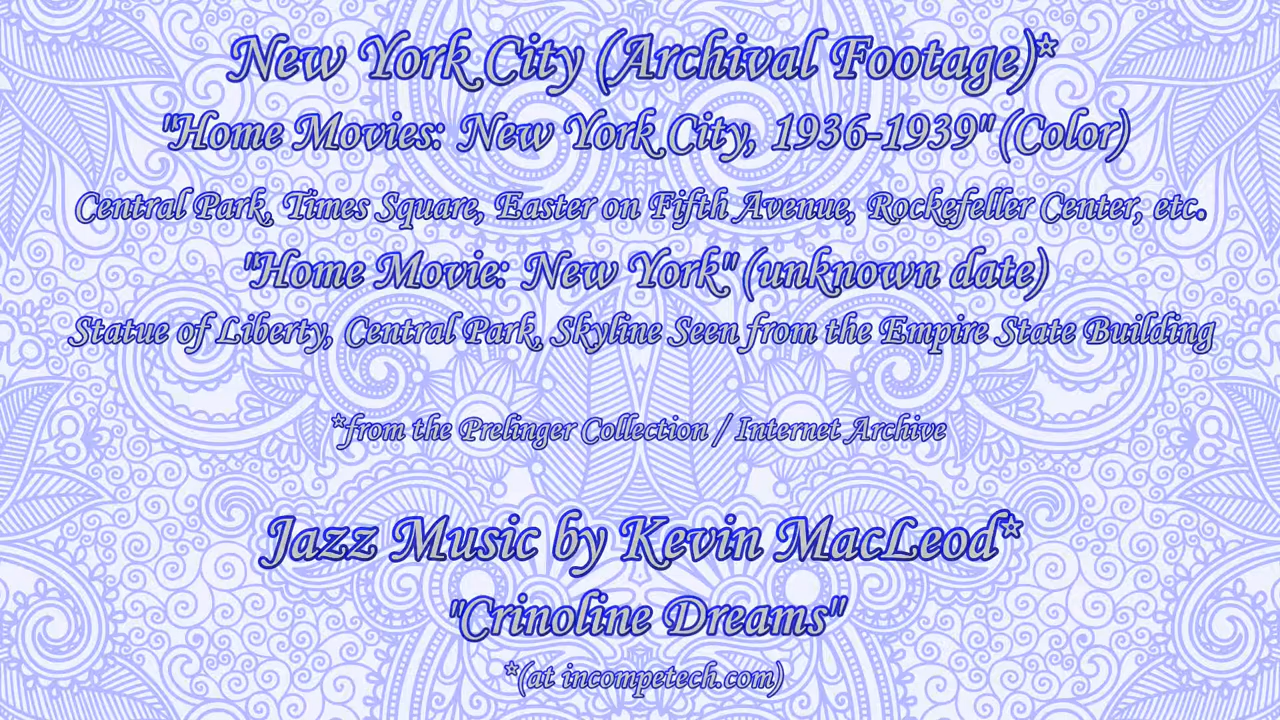 New York City (Archival Footage)*
"Home Movies: New York City, 1936-1939" (Color)
Central Park, Times Square, Easter on Fifth Avenue, Rockefeller Center, etc.
"Home Movie: New York" (unknown date)
Statue of Liberty, Central Park, Skyline Seen from the Empire State Building
*from the Prelinger Collection / Internet Archive
Jazz Music by Kevin MacLeod*
"Crinoline Dreams"
*(at incompetech.com)